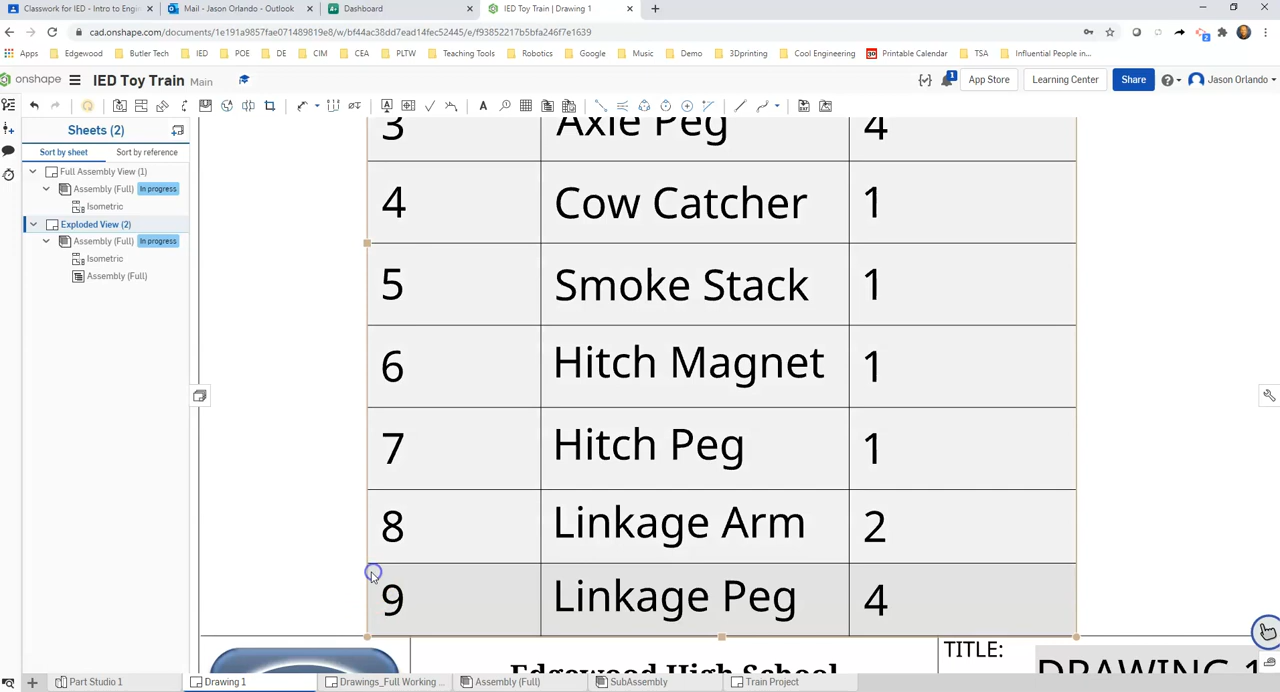 Classwork for IED - Intro to Engine
Mail - Jason Orlando - Outlook
Dashboard
IED Toy Train | Drawing 1
cad.onshape.com/documents/1e191a9857fae071489819e8/w/bf44ac38dd7ead14fec52445/e/f93852217b5bfa246f7e1639
Apps Edgewood Butler Tech IED POE DE CIM CEA PLTW Teaching Tools Robotics Google Music Demo 3Dprinting Cool Engineering Printable Calendar TSA Influential People in...
onshape IED Toy Train Main 1 App Store Learning Center Share Jason Orlando
Sheets (2)
Sort by sheet Sort by reference
Full Assembly View (1)
Assembly (Full) In progress
Isometric
Exploded View (2)
Assembly (Full) In progress
Isometric
Assembly (Full)
3 Axle Peg 4
4 Cow Catcher 1
5 Smoke Stack 1
6 Hitch Magnet 1
7 Hitch Peg 1
8 Linkage Arm 2
9 Linkage Peg 4
TITLE:
Edgewood High School
DRAWING 1
Part Studio 1 Drawing 1 Drawings_Full Working ... Assembly (Full) SubAssembly Train Project